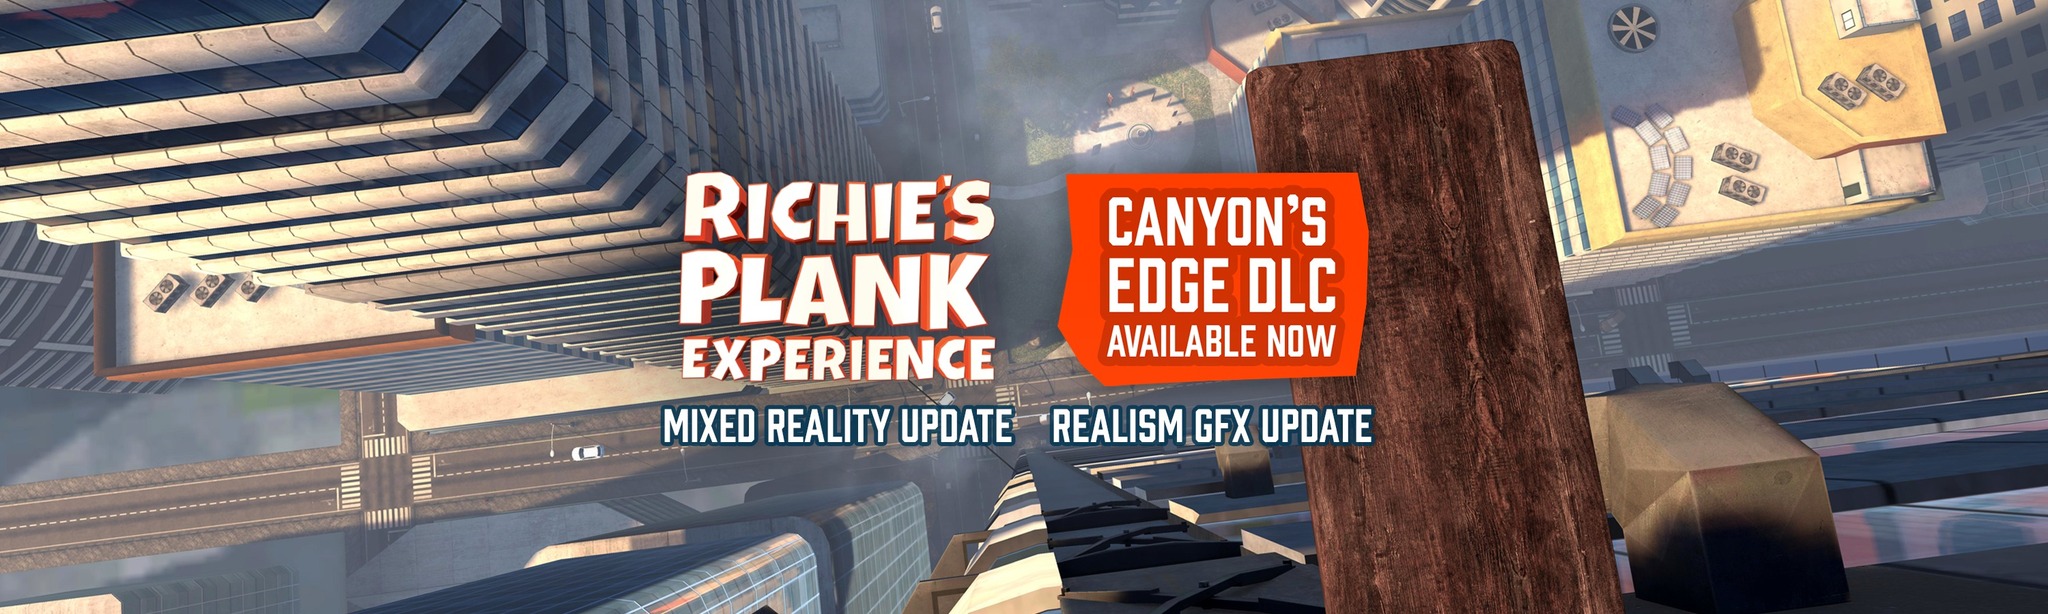 RICHIE'S
PLANK
EXPERIENCE
CANYON'S
EDGE DLC
AVAILABLE NOW
MIXED REALITY UPDATE
REALISM GFX UPDATE